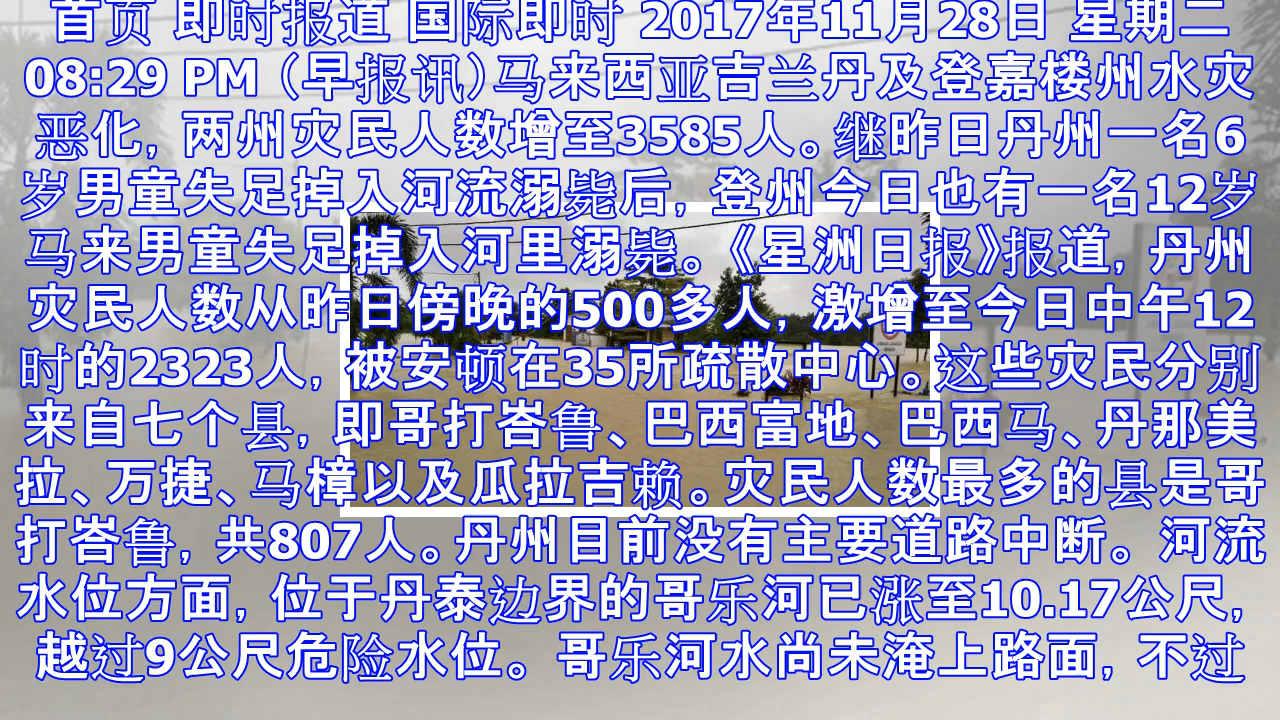 首页 即时报道 国际即时 2017年11月28日 星期二
08:29 PM（早报讯）马来西亚吉兰丹及登嘉楼州水灾
恶化，两州灾民人数增至3585人。继昨日丹州一名6
岁男童失足掉入河流溺毙后，登州今日也有一名12岁
马来男童失足掉入河里溺毙。《星洲日报》报道，丹州
灾民人数从昨日傍晚的500多人，激增至今日中午12
时的2323人，被安顿在35所疏散中心。这些灾民分别
来自七个县，即哥打峇鲁、巴西富地、巴西马、丹那美
拉、万捷、马樟以及瓜拉吉赖。灾民人数最多的县是哥
打峇鲁，共807人。丹州目前没有主要道路中断。河流
水位方面，位于丹泰边界的哥乐河已涨至10.17公尺，
越过9公尺危险水位。哥乐河水尚未淹上路面，不过